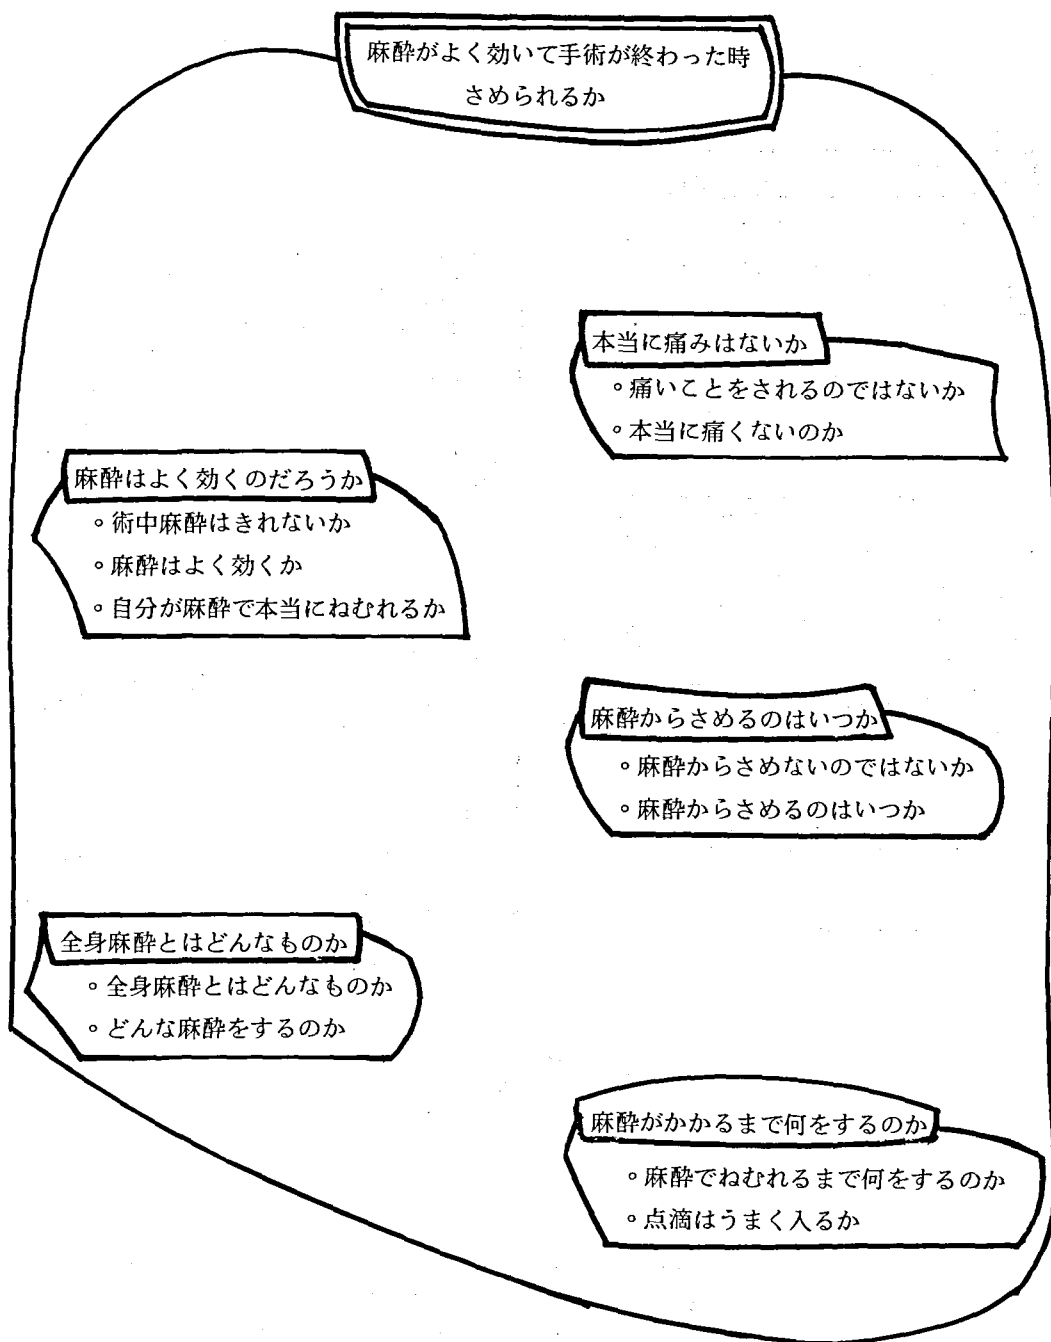 麻酔がよく効いて手術が終わった時
さめられるか
本当に痛みはないか
。痛いことをされるのではないか
。本当に痛くないのか
麻酔はよく効くのだろうか
。術中麻酔はきれないか
。麻酔はよく効くか
。自分が麻酔で本当にねむれるか
麻酔からさめるのはいつか
。麻酔からさめないのではないか
。麻酔からさめるのはいつか
全身麻酔とはどんなものか
。全身麻酔とはどんなものか
。どんな麻酔をするのか
麻酔がかかるまで何をするのか
。麻酔でねむれるまで何をするのか
。点滴はうまく入るか